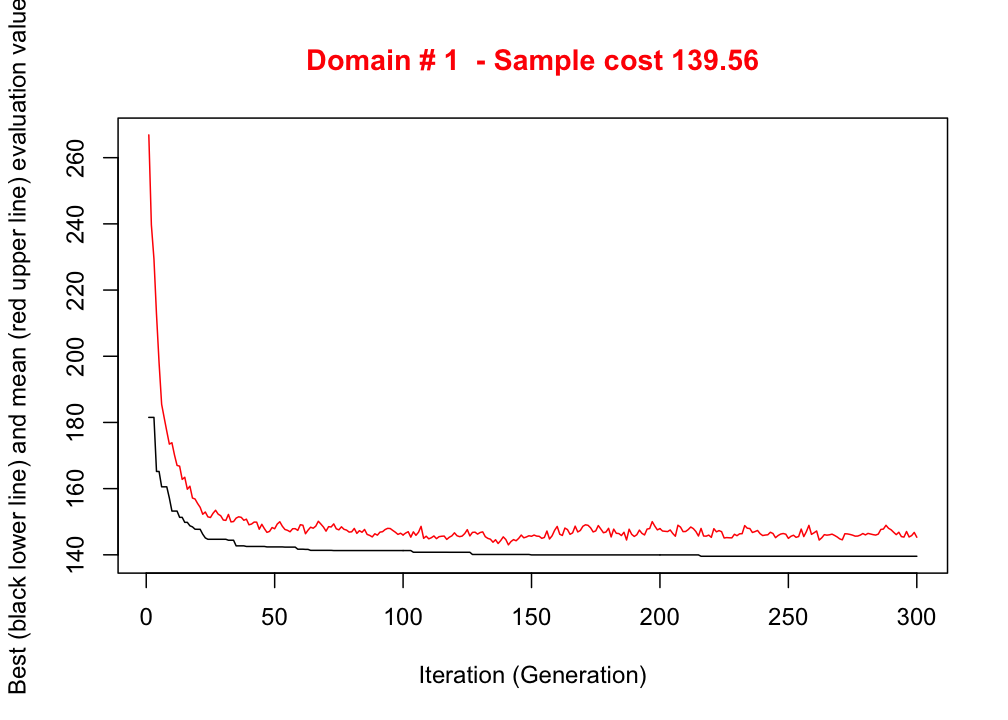 Domain # 1  - Sample cost 139.56
Best (black lower line) and mean (red upper line) evaluation value
260
240
220
200
180
160
140
0 50 100 150 200 250 300
Iteration (Generation)